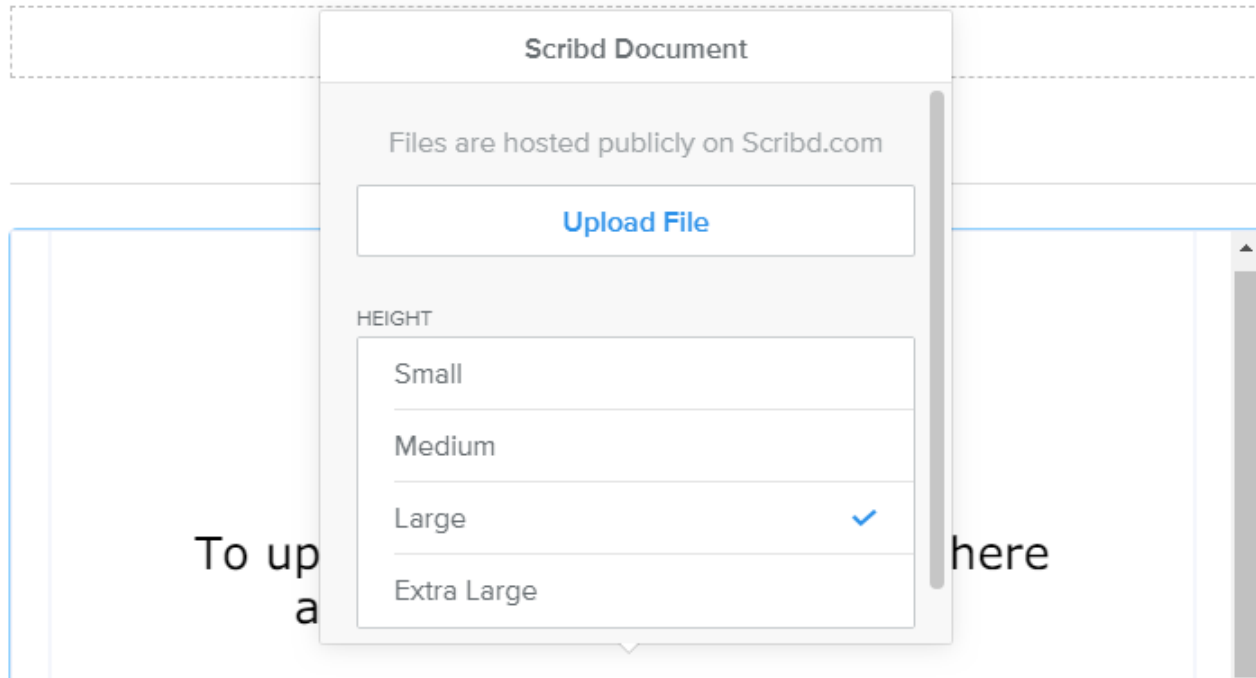 Scribd Document
Files are hosted publicly on Scribd.com
Upload File
HEIGHT
Small
Medium
Large
Extra Large
To up here
a